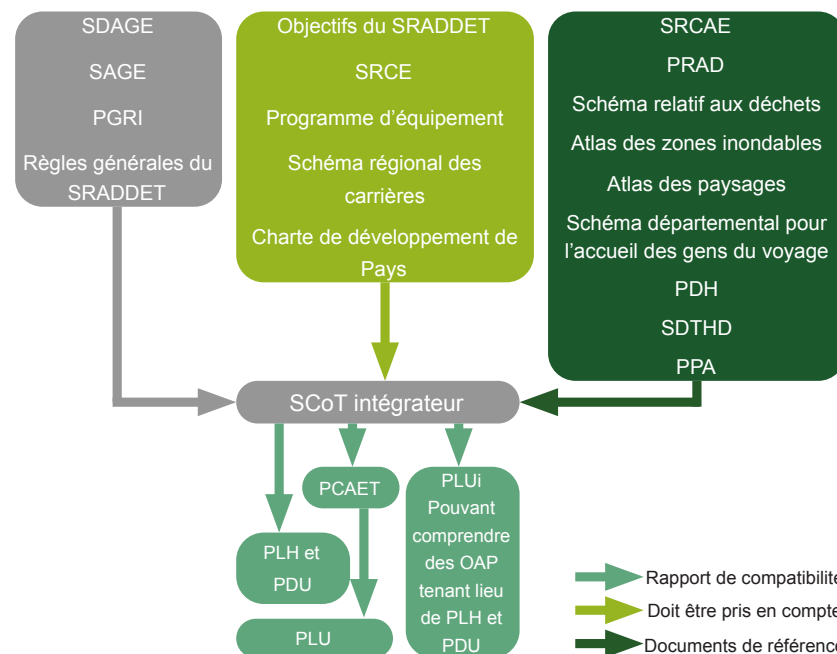 SDAGE
SAGE
PGRI
Règles générales du
SRADDET
Objectifs du SRADDET
SRCE
Programme d'équipement
Schéma régional des
carrières
Charte de développement de
Pays
SRCAE
PRAD
Schéma relatif aux déchets
Atlas des zones inondables
Atlas des paysages
Schéma départemental pour
l'accueil des gens du voyage
PDH
SDTHD
PPA
SCoT intégrateur
PCAET
PLH et
PDU
PLU
PLUi
Pouvant
comprendre
des OAP
tenant lieu
de PLH et
PDU
Rapport de compatibilité
Doit être pris en compte
Documents de référence